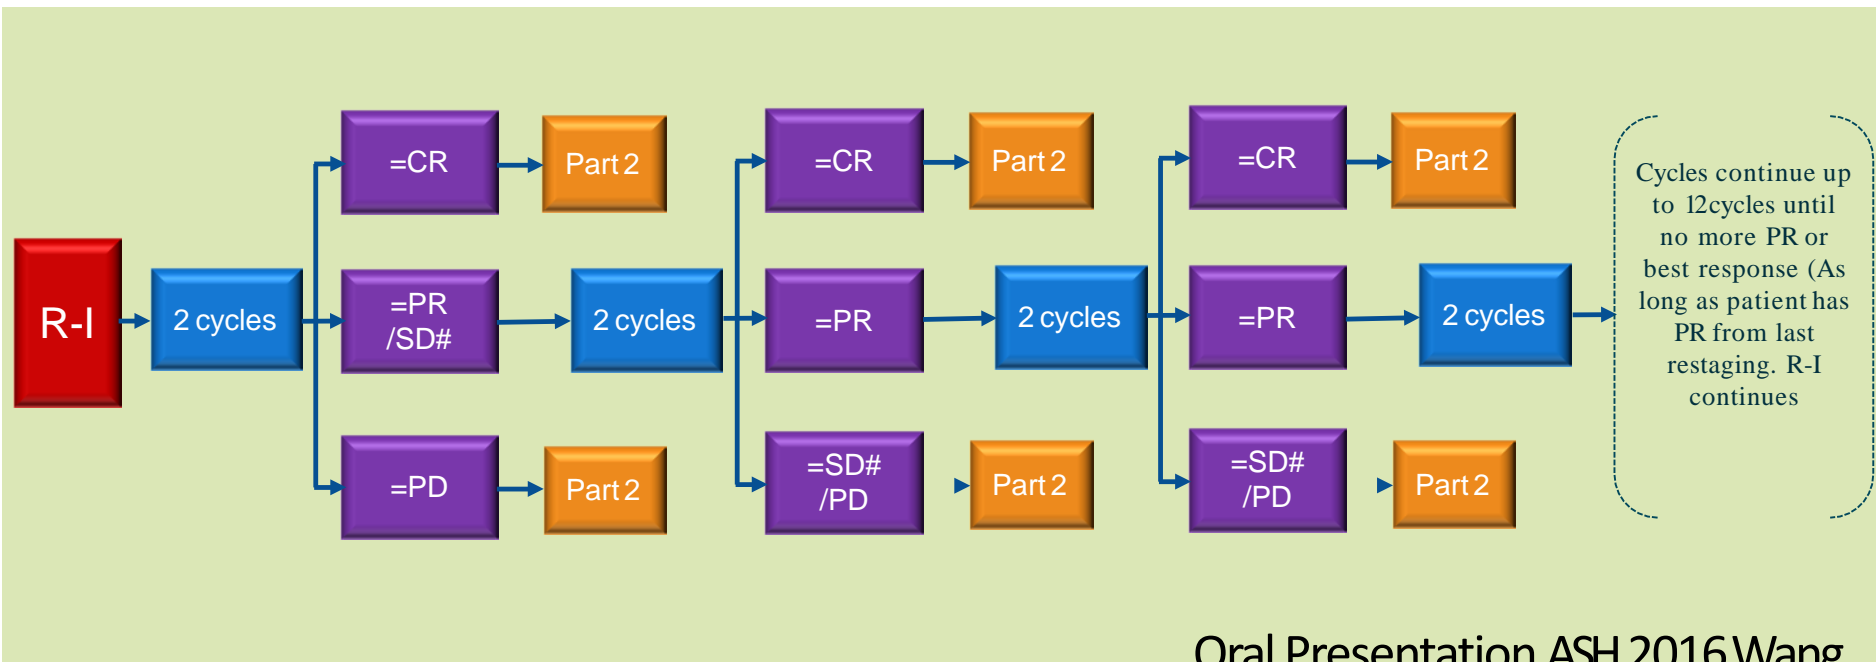 R-I
2 cycles
=CR
Part 2
=PR
/SD#
=PD
Part 2
2 cycles
=CR
Part 2
=PR
=SD#
/PD
Part 2
2 cycles
=CR
Part 2
=PR
=SD#
/PD
Part 2
2 cycles
Cycles continue up
to 12cycles until
no more PR or
best response (As
long as patient has
PR from last
restaging. R-I
continues
Oral Presentation ASH 2016 Wang